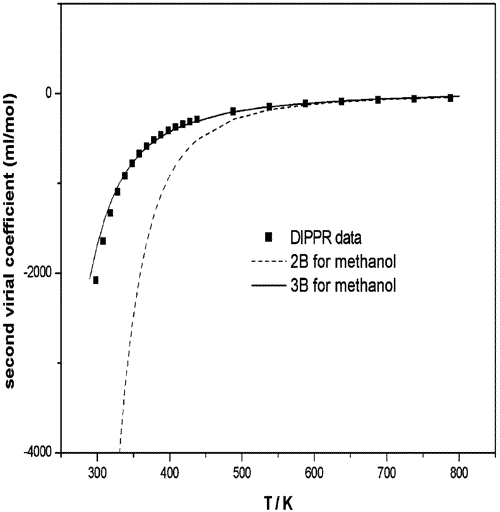 0
-2000
-4000
second virial coefficient (ml/mol)
DIPPR data
2B for methanol
3B for methanol
300 400 500 600 700 800
T / K